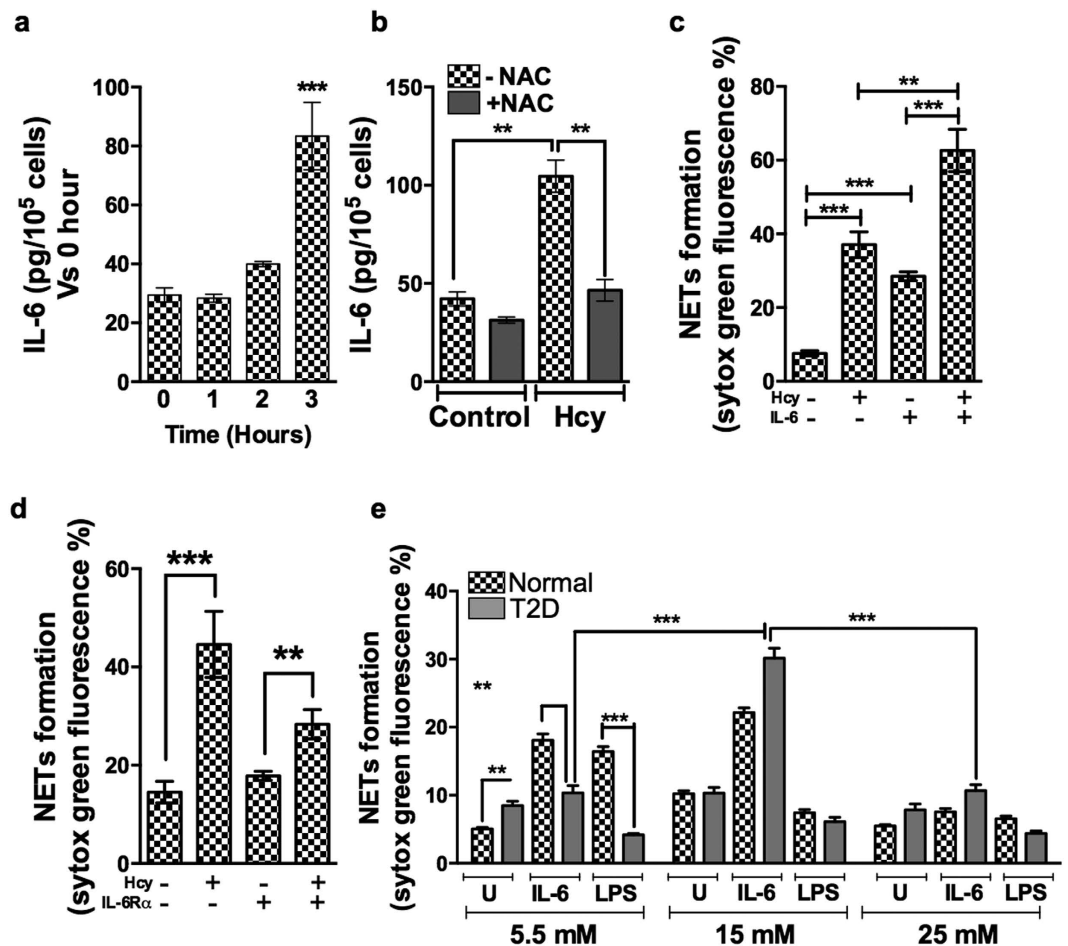 a
IL-6 (pg/10⁵ cells)
Vs 0 hour
100
80
60
40
20
0
***
0 1 2 3
Time (Hours)
b
- NAC
+NAC
IL-6 (pg/10⁵ cells)
150
100
50
0
** **
Control Hcy
c
NETs formation
(sytox green fluorescence %)
80
60
40
20
0
**
***
***
***
Hcy - + - +
IL-6 - - + +
d
NETs formation
(sytox green fluorescence %)
60
40
20
0
***
**
Hcy - + - +
IL-6Rα - - + +
e
Normal
T2D
NETs formation
(sytox green fluorescence %)
40
30
20
10
0
*** ***
**
***
**
U IL-6 LPS U IL-6 LPS U IL-6 LPS
5.5 mM 15 mM 25 mM